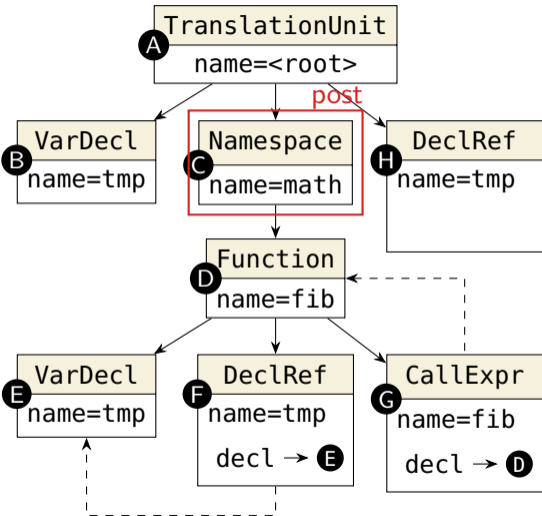 TranslationUnit
A
name=<root>
post
VarDecl
B
name=tmp
Namespace
C
name=math
DeclRef
H
name=tmp
Function
D
name=fib
VarDecl
E
name=tmp
DeclRef
F
name=tmp
decl → E
CallExpr
G
name=fib
decl → D